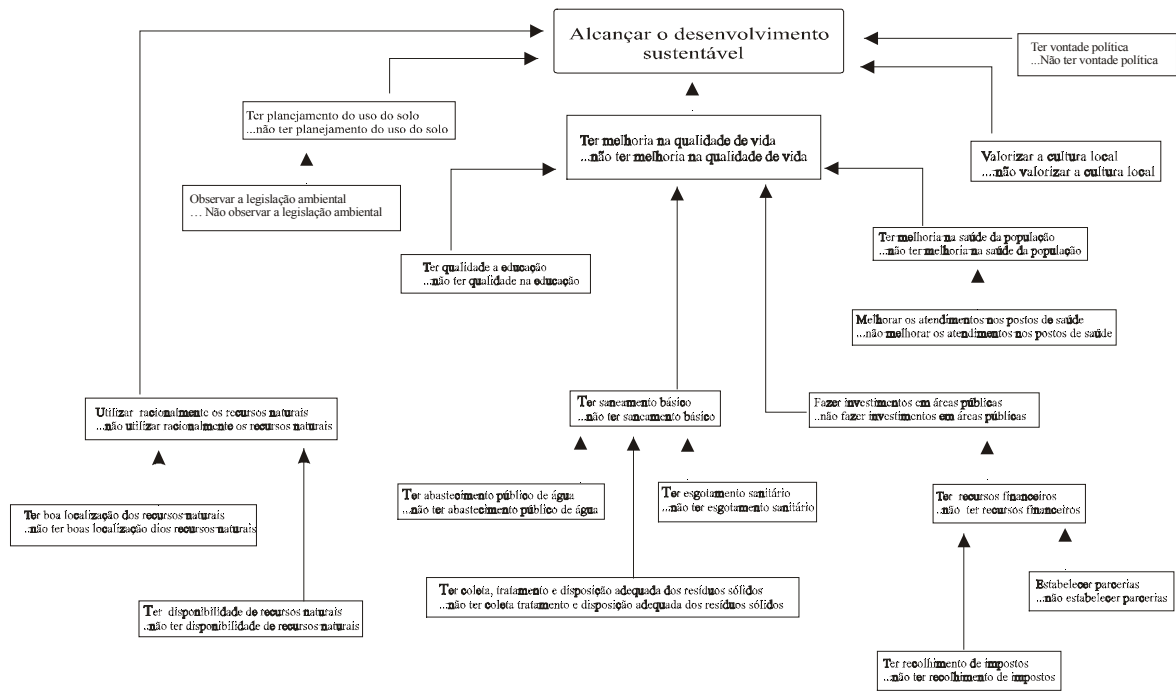 Alcançar o desenvolvimento
sustentável
Ter vontade política
...Não ter vontade política
Ter planejamento do uso do solo
...não ter planejamento do uso do solo
Ter melhoria na qualidade de vida
...não ter melhoria na qualidade de vida
Valorizar a cultura local
....não valorizar a cultura local
Observar a legislação ambiental
… Não observar a legislação ambiental
Ter melhoria na saúde da população
...não ter melhoria na saúde da população
Ter qualidade a educação
...não ter qualidade na educação
Melhorar os atendimentos nos postos de saúde
...não melhorar os atendimentos nos postos de saúde
Utilizar racionalmente os recursos naturais
...não utilizar racionalmente os recursos naturais
Ter saneamento básico
...não ter saneamento básico
Fazer investimentos em áreas públicas
...não fazer investimentos em áreas públicas
Ter abastecimento público de água
...não ter abastecimento público de água
Ter esgotamento sanitário
...não ter esgotamento sanitário
Ter recursos financeiros
...não ter recursos financeiros
Ter boa localização dos recursos naturais
...não ter boas localização dios recursos naturais
Ter coleta, tratamento e disposição adequada dos resíduos sólidos
...não ter coleta tratamento e disposição adequada dos resíduos sólidos
Estabelecer parcerias
...não estabelecer parcerias
Ter disponibilidade de recursos naturais
...não ter disponibilidade de recursos naturais
Ter recolhimento de impostos
...não ter recolhimento de impostos